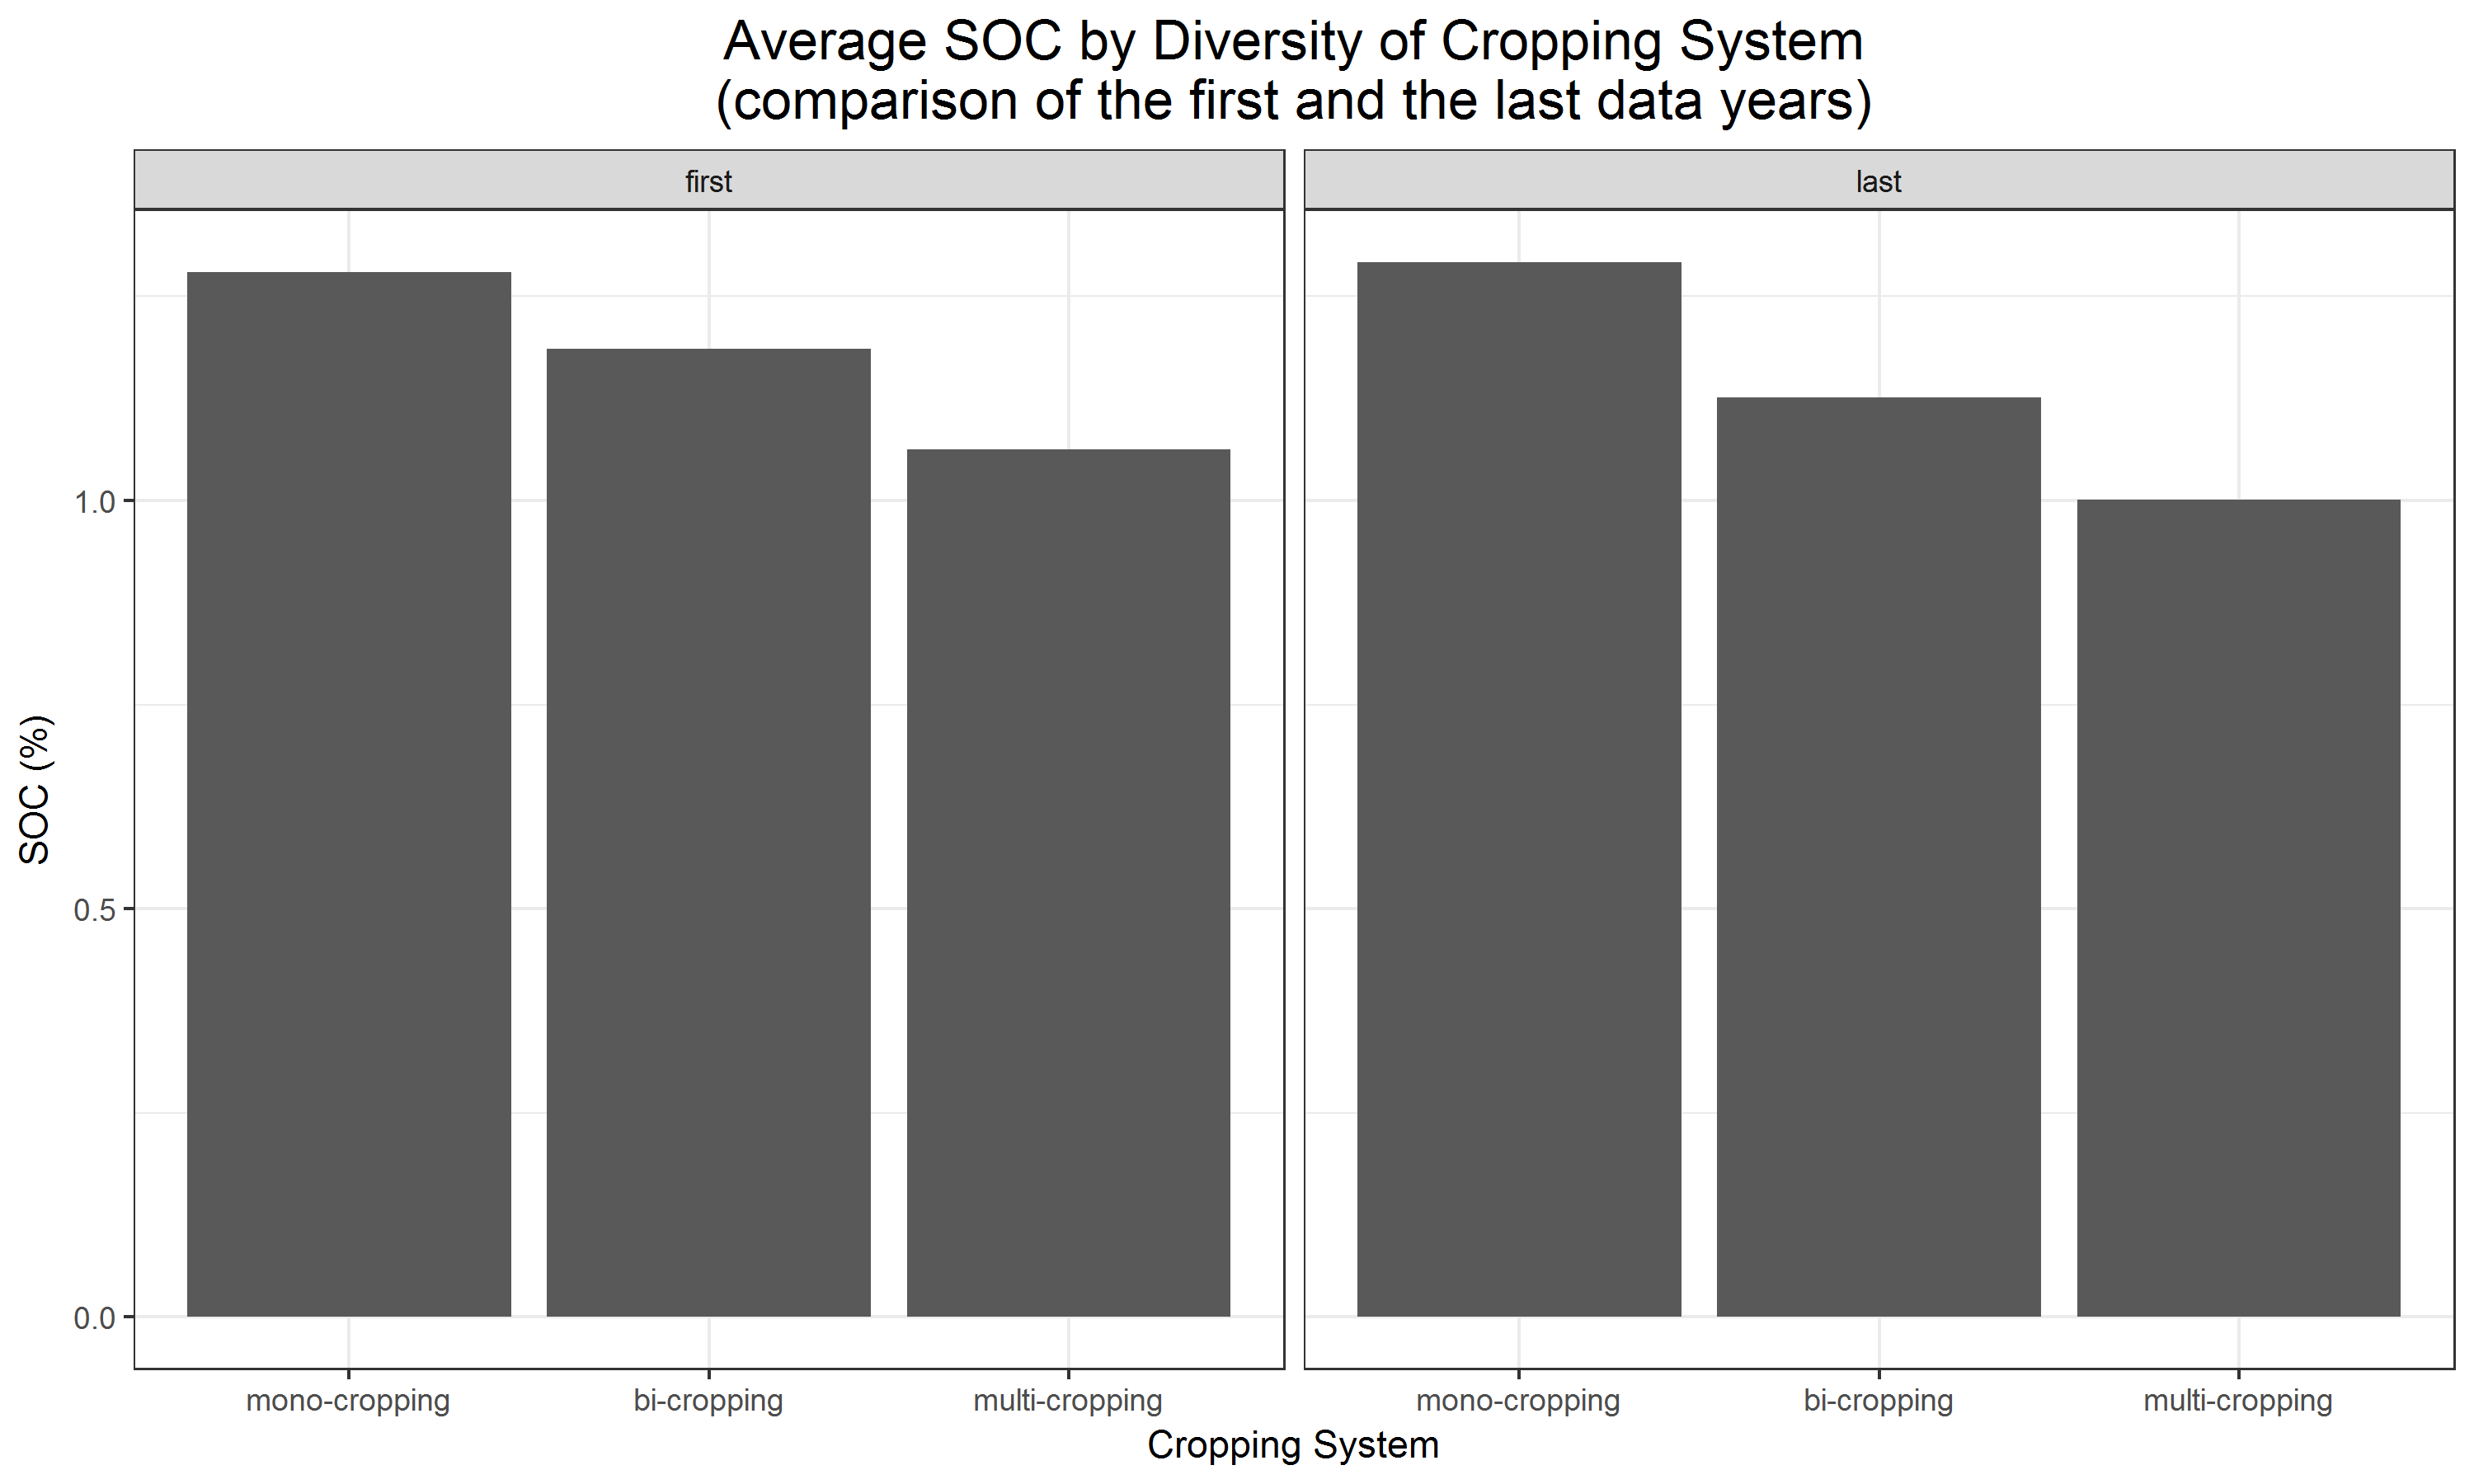 Average SOC by Diversity of Cropping System
(comparison of the first and the last data years)
first
last
SOC (%)
1.0
0.5
0.0
mono-cropping
bi-cropping
multi-cropping
mono-cropping
bi-cropping
multi-cropping
Cropping System